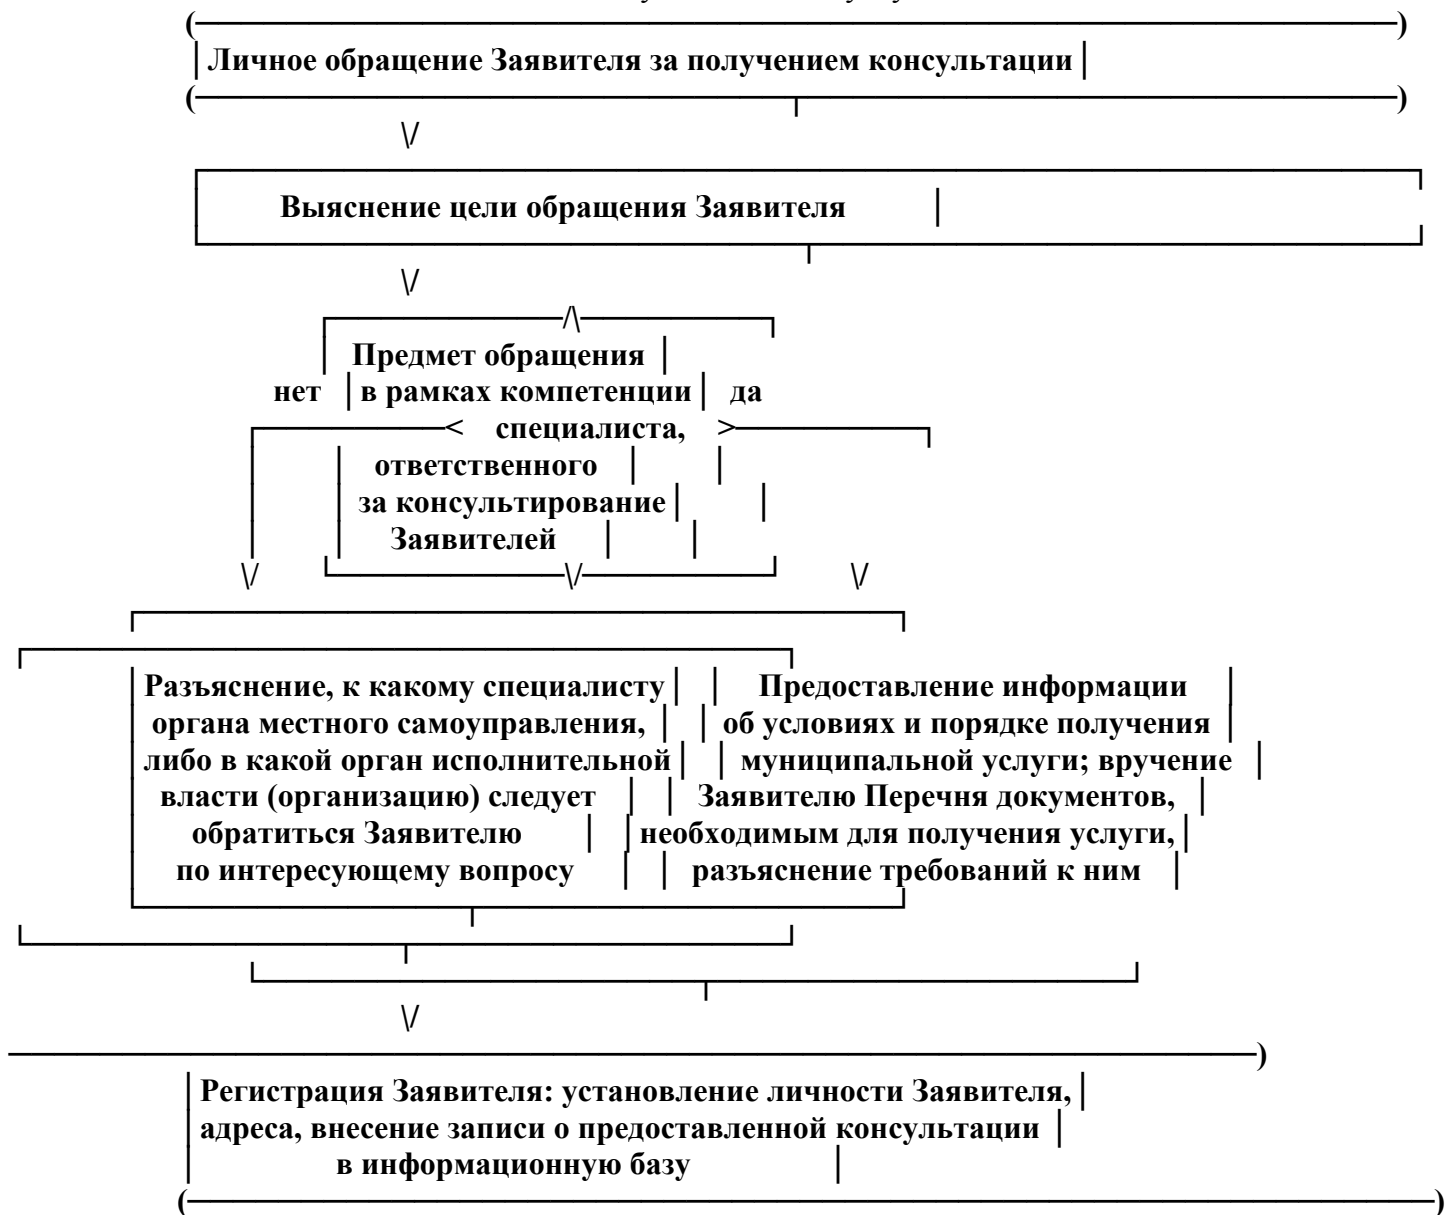 Личное обращение Заявителя за получением консультации
Выяснение цели обращения Заявителя
Предмет обращения
нет в рамках компетенции да
специалиста,
ответственного
за консультирование
Заявителей
Разъяснение, к какому специалисту
органа местного самоуправления,
либо в какой орган исполнительной
власти (организацию) следует
обратиться Заявителю
по интересующему вопросу
Предоставление информации
об условиях и порядке получения
муниципальной услуги; вручение
Заявителю Перечня документов,
необходимым для получения услуги,
разъяснение требований к ним
Регистрация Заявителя: установление личности Заявителя,
адреса, внесение записи о предоставленной консультации
в информационную базу